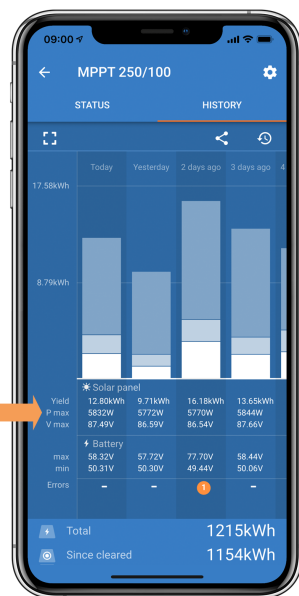 09:00
MPPT 250/100
STATUS HISTORY
Today Yesterday 2 days ago 3 days ago 4
17.58kWh
8.79kWh
Solar panel
Yield 12.80kWh 9.71kWh 16.18kWh 13.65kWh
P max 5832W 5772W 5770W 5844W
V max 87.49V 86.59V 86.54V 87.66V
Battery
max 58.32V 57.72V 77.70V 58.44V
min 50.31V 50.30V 49.44V 50.06V
Errors – – 1 –
Total 1215kWh
Since cleared 1154kWh